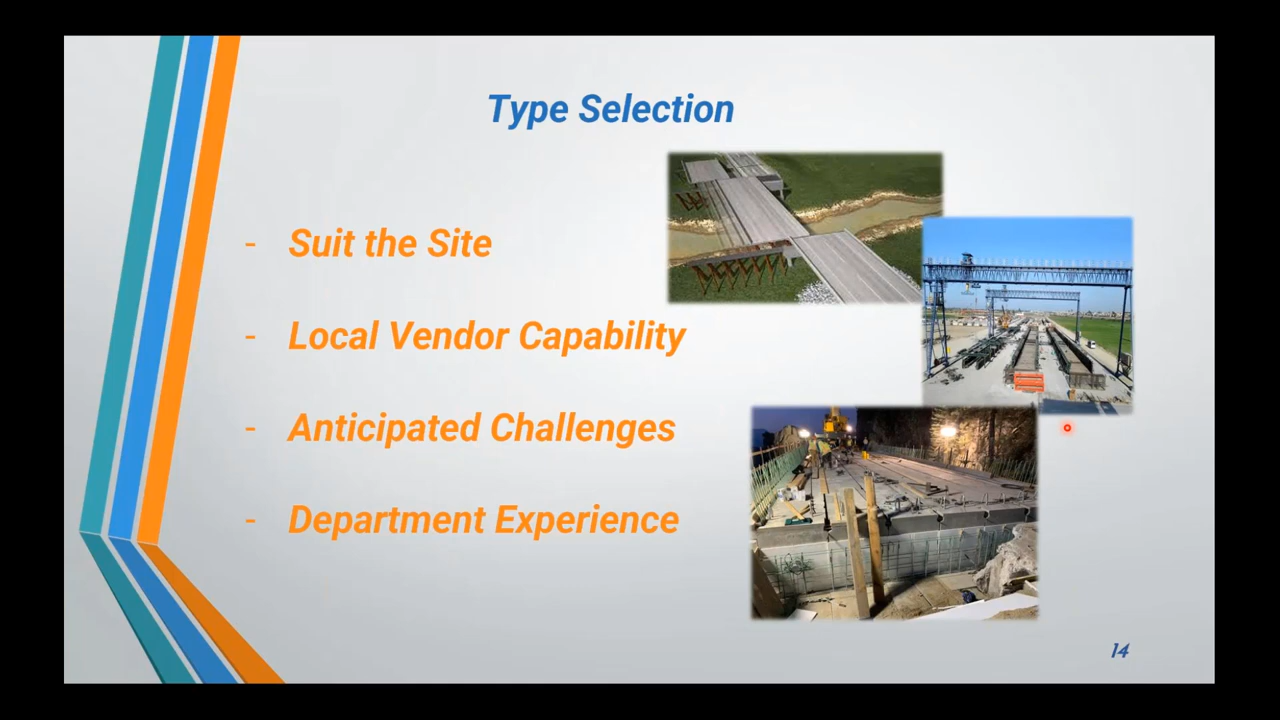 Type Selection
- Suit the Site
- Local Vendor Capability
- Anticipated Challenges
- Department Experience
14